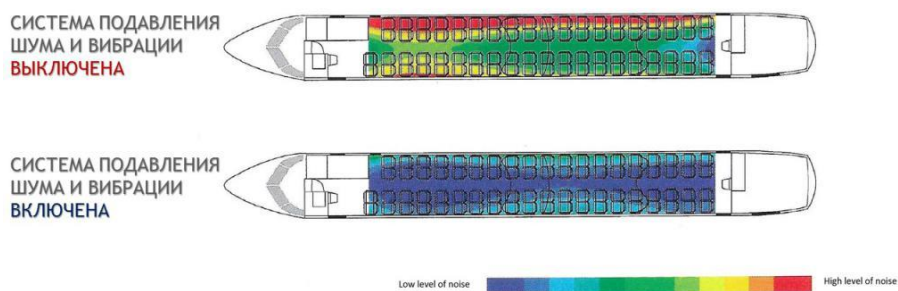 СИСТЕМА ПОДАВЛЕНИЯ
ШУМА И ВИБРАЦИИ
ВЫКЛЮЧЕНА
СИСТЕМА ПОДАВЛЕНИЯ
ШУМА И ВИБРАЦИИ
ВКЛЮЧЕНА
Low level of noise
High level of noise